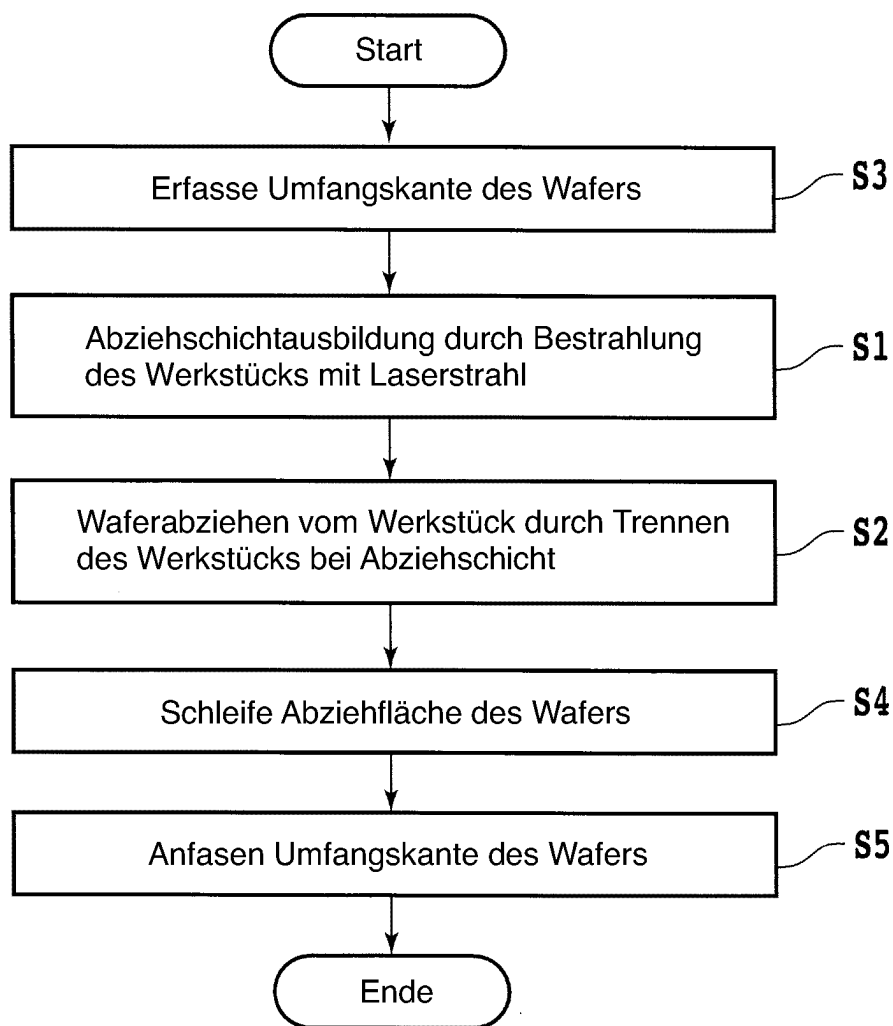 Start
Erfasse Umfangskante des Wafers
S3
Abziehschichtausbildung durch Bestrahlung
des Werkstücks mit Laserstrahl
S1
Waferabziehen vom Werkstück durch Trennen
des Werkstücks bei Abziehschicht
S2
Schleife Abziehfläche des Wafers
S4
Anfasen Umfangskante des Wafers
S5
Ende